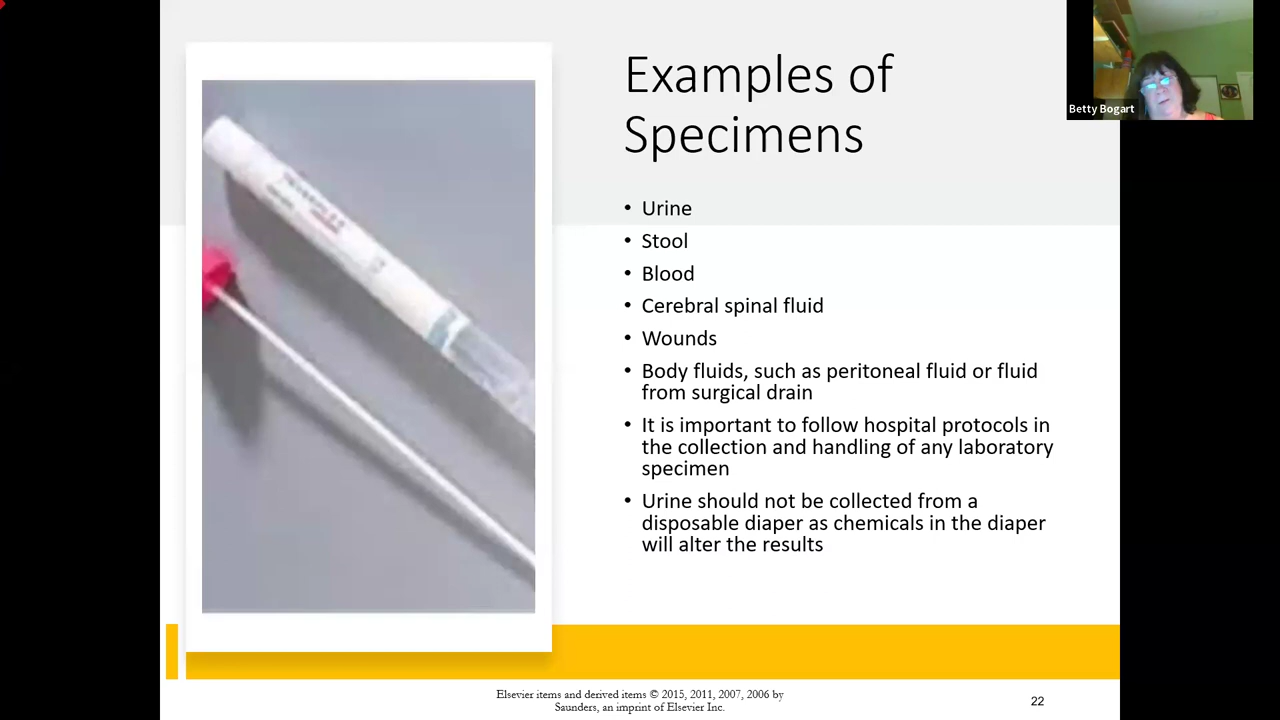 Examples of
Specimens
Betty Bogart
• Urine
• Stool
• Blood
• Cerebral spinal fluid
• Wounds
• Body fluids, such as peritoneal fluid or fluid
from surgical drain
• It is important to follow hospital protocols in
the collection and handling of any laboratory
specimen
• Urine should not be collected from a
disposable diaper as chemicals in the diaper
will alter the results
Elsevier items and derived items © 2015, 2011, 2007, 2006 by
Saunders, an imprint of Elsevier Inc.
22